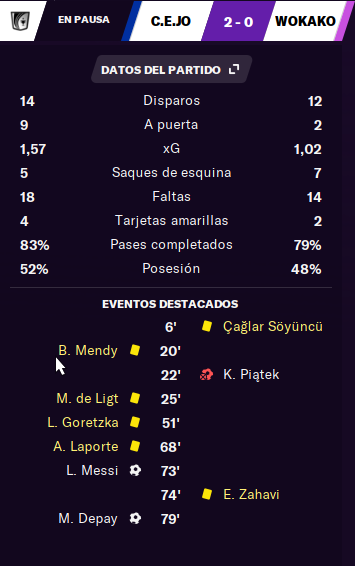 EN PAUSA C.E.JO 2 - 0 WOKAKO
DATOS DEL PARTIDO
14 Disparos 12
9 A puerta 2
1,57 xG 1,02
5 Saques de esquina 7
18 Faltas 14
4 Tarjetas amarillas 2
83% Pases completados 79%
52% Posesión 48%
EVENTOS DESTACADOS
6' Çağlar Söyüncü
B. Mendy 20'
22' K. Piątek
M. de Ligt 25'
L. Goretzka 51'
A. Laporte 68'
L. Messi 73'
74' E. Zahavi
M. Depay 79'